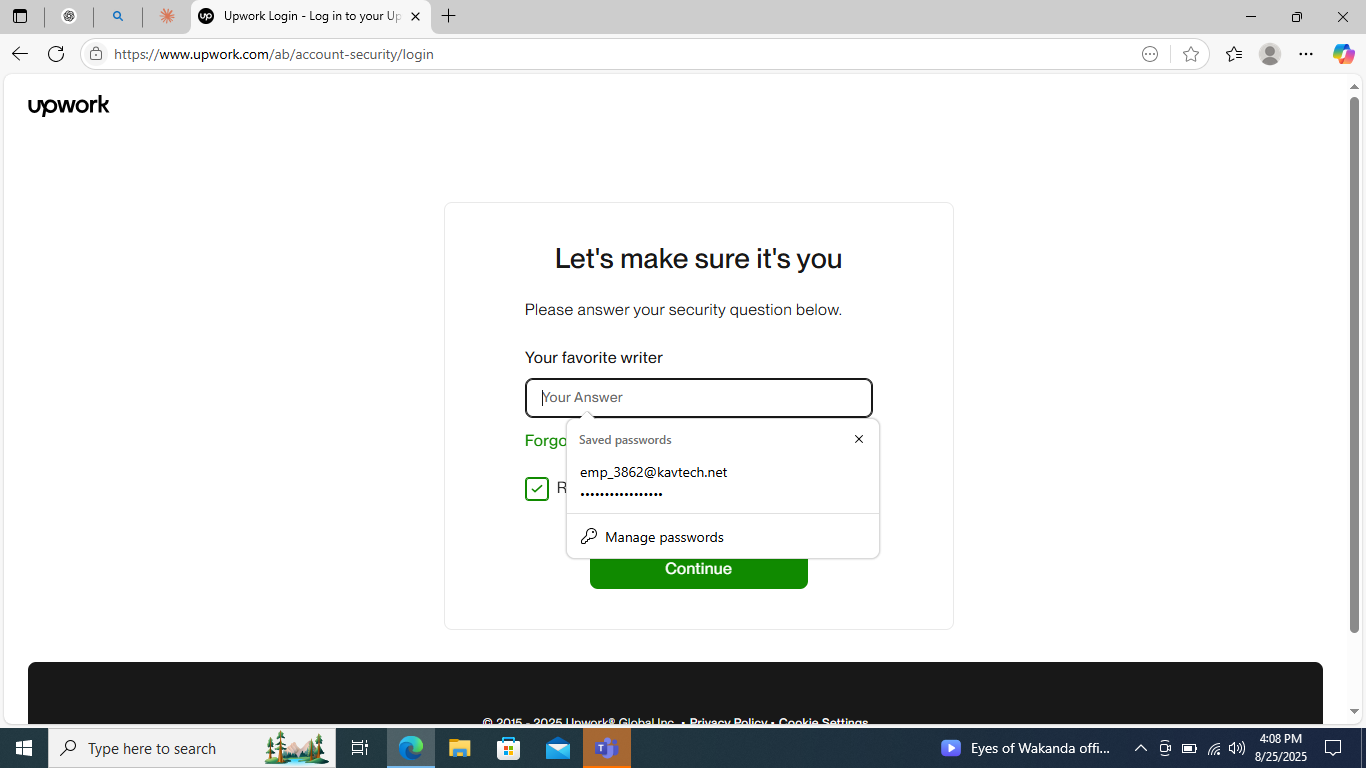 Upwork Login - Log in to your Up
https://www.upwork.com/ab/account-security/login
upwork
Let's make sure it's you
Please answer your security question below.
Your favorite writer
Your Answer
Forgo
Saved passwords
emp_3862@kavtech.net
•••••••••••••••••
R
Manage passwords
Continue
© 2015 - 2025 Upwork® Global Inc. • Privacy Policy • Cookie Settings
Type here to search
Eyes of Wakanda offi...
4:08 PM
8/25/2025